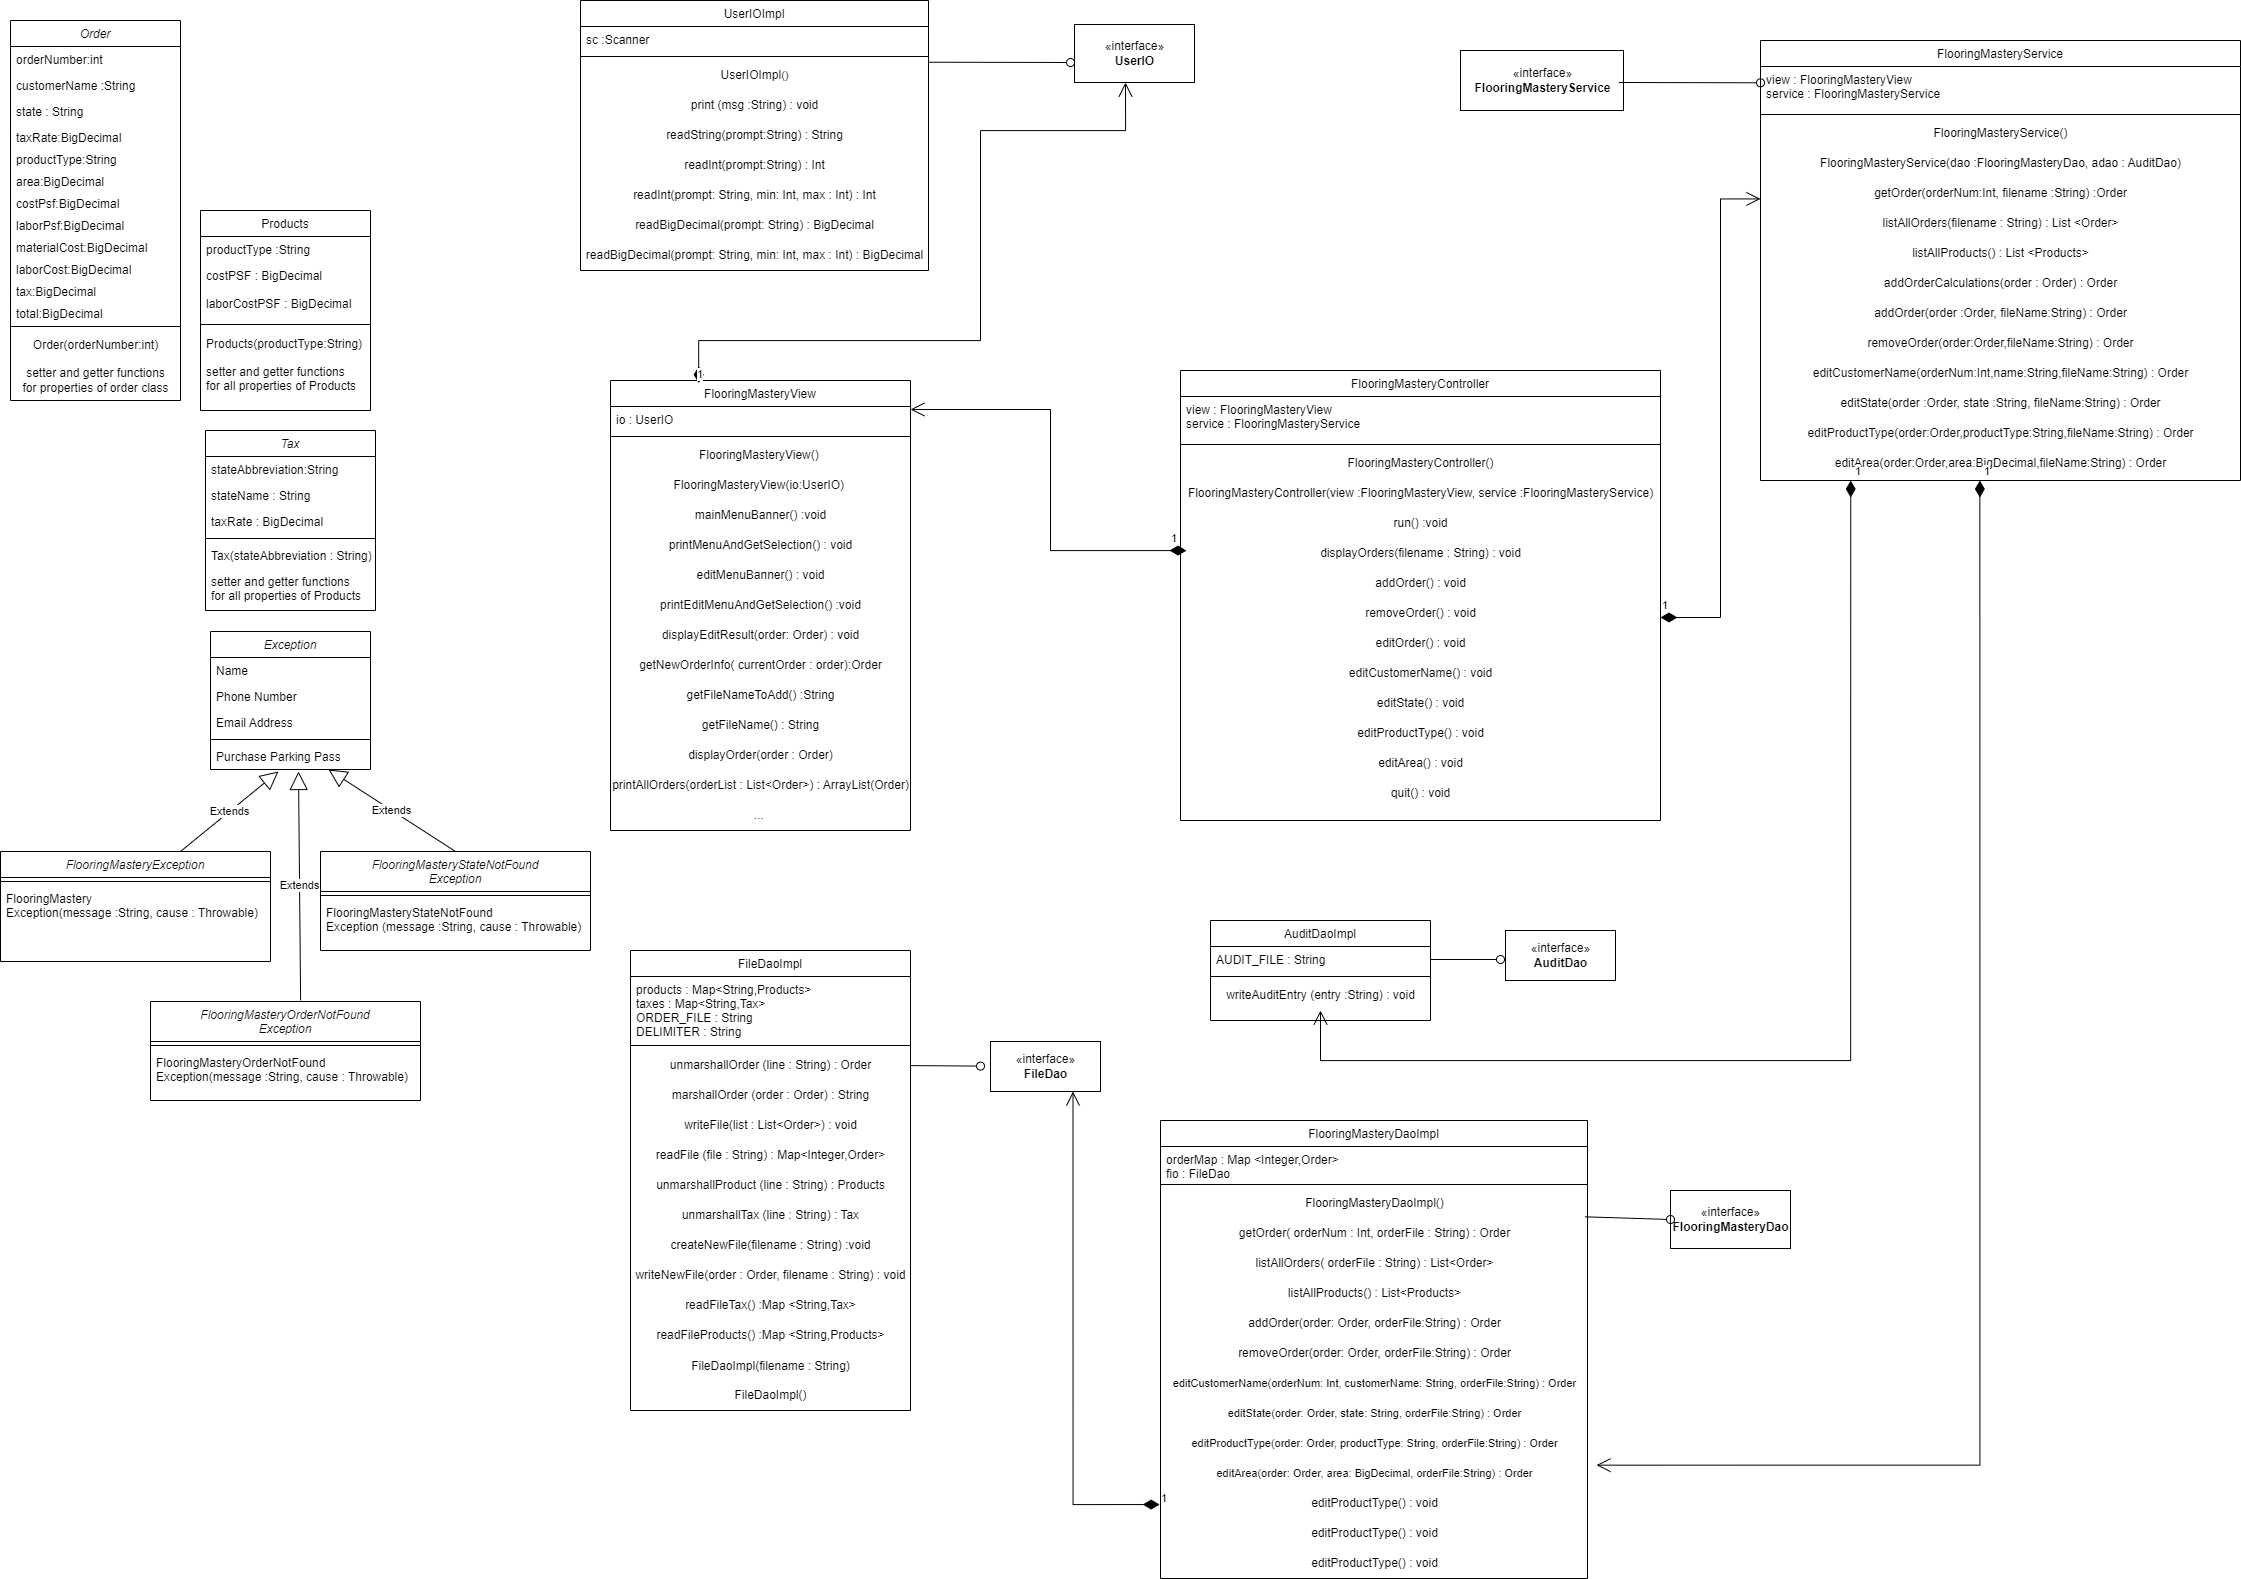 Order
orderNumber:int
customerName :String
state : String
taxRate:BigDecimal
productType:String
area:BigDecimal
costPsf:BigDecimal
laborPsf:BigDecimal
materialCost:BigDecimal
laborCost:BigDecimal
tax:BigDecimal
total:BigDecimal
Order(orderNumber:int)
setter and getter functions
for properties of order class
Products
productType :String
costPSF : BigDecimal
laborCostPSF : BigDecimal
Products(productType:String)
setter and getter functions
for all properties of Products
Tax
stateAbbreviation:String
stateName : String
taxRate : BigDecimal
Tax(stateAbbreviation : String)
setter and getter functions
for all properties of Products
Exception
Name
Phone Number
Email Address
Purchase Parking Pass
Extends
Extends
Extends
FlooringMasteryException
FlooringMastery
Exception(message :String, cause : Throwable)
FlooringMasteryStateNotFound
Exception
FlooringMasteryStateNotFound
Exception (message :String, cause : Throwable)
FlooringMasteryOrderNotFound
Exception
FlooringMasteryOrderNotFound
Exception(message :String, cause : Throwable)
UserIOImpl
sc :Scanner
UserIOImpl()
print (msg :String) : void
readString(prompt:String) : String
readInt(prompt:String) : Int
readInt(prompt: String, min: Int, max : Int) : Int
readBigDecimal(prompt: String) : BigDecimal
readBigDecimal(prompt: String, min: Int, max : Int) : BigDecimal
«interface»
UserIO
1
FlooringMasteryView
io : UserIO
FlooringMasteryView()
FlooringMasteryView(io:UserIO)
mainMenuBanner() :void
printMenuAndGetSelection() : void
editMenuBanner() : void
printEditMenuAndGetSelection() :void
displayEditResult(order: Order) : void
getNewOrderInfo( currentOrder : order):Order
getFileNameToAdd() :String
getFileName() : String
displayOrder(order : Order)
printAllOrders(orderList : List<Order>) : ArrayList(Order)
...
FlooringMasteryController
view : FlooringMasteryView
service : FlooringMasteryService
FlooringMasteryController()
FlooringMasteryController(view :FlooringMasteryView, service :FlooringMasteryService)
run() :void
displayOrders(filename : String) : void
addOrder() : void
removeOrder() : void
editOrder() : void
editCustomerName() : void
editState() : void
editProductType() : void
editArea() : void
quit() : void
1
1
«interface»
FlooringMasteryService
FlooringMasteryService
view : FlooringMasteryView
service : FlooringMasteryService
FlooringMasteryService()
FlooringMasteryService(dao :FlooringMasteryDao, adao : AuditDao)
getOrder(orderNum:Int, filename :String) :Order
listAllOrders(filename : String) : List <Order>
listAllProducts() : List <Products>
addOrderCalculations(order : Order) : Order
addOrder(order :Order, fileName:String) : Order
removeOrder(order:Order,fileName:String) : Order
editCustomerName(orderNum:Int,name:String,fileName:String) : Order
editState(order :Order, state :String, fileName:String) : Order
editProductType(order:Order,productType:String,fileName:String) : Order
editArea(order:Order,area:BigDecimal,fileName:String) : Order
1
1
FileDaoImpl
products : Map<String,Products>
taxes : Map<String,Tax>
ORDER_FILE : String
DELIMITER : String
unmarshallOrder (line : String) : Order
marshallOrder (order : Order) : String
writeFile(list : List<Order>) : void
readFile (file : String) : Map<Integer,Order>
unmarshallProduct (line : String) : Products
unmarshallTax (line : String) : Tax
createNewFile(filename : String) :void
writeNewFile(order : Order, filename : String) : void
readFileTax() :Map <String,Tax>
readFileProducts() :Map <String,Products>
FileDaoImpl(filename : String)
FileDaoImpl()
«interface»
FileDao
AuditDaoImpl
AUDIT_FILE : String
writeAuditEntry (entry :String) : void
«interface»
AuditDao
FlooringMasteryDaoImpl
orderMap : Map <Integer,Order>
fio : FileDao
FlooringMasteryDaoImpl()
getOrder( orderNum : Int, orderFile : String) : Order
listAllOrders( orderFile : String) : List<Order>
listAllProducts() : List<Products>
addOrder(order: Order, orderFile:String) : Order
removeOrder(order: Order, orderFile:String) : Order
editCustomerName(orderNum: Int, customerName: String, orderFile:String) : Order
editState(order: Order, state: String, orderFile:String) : Order
editProductType(order: Order, productType: String, orderFile:String) : Order
editArea(order: Order, area: BigDecimal, orderFile:String) : Order
editProductType() : void
editProductType() : void
editProductType() : void
1
«interface»
FlooringMasteryDao